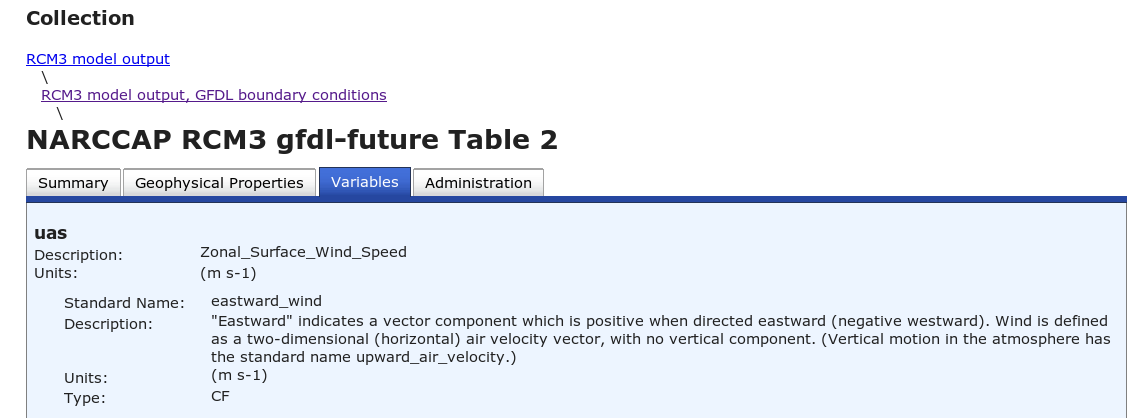 Collection
RCM3 model output
\
RCM3 model output, GFDL boundary conditions
\
NARCCAP RCM3 gfdl-future Table 2
Summary Geophysical Properties Variables Administration
uas
Description: Zonal_Surface_Wind_Speed
Units: (m s-1)
Standard Name: eastward_wind
Description: "Eastward" indicates a vector component which is positive when directed eastward (negative westward). Wind is defined
as a two-dimensional (horizontal) air velocity vector, with no vertical component. (Vertical motion in the atmosphere has
the standard name upward_air_velocity.)
Units: (m s-1)
Type: CF